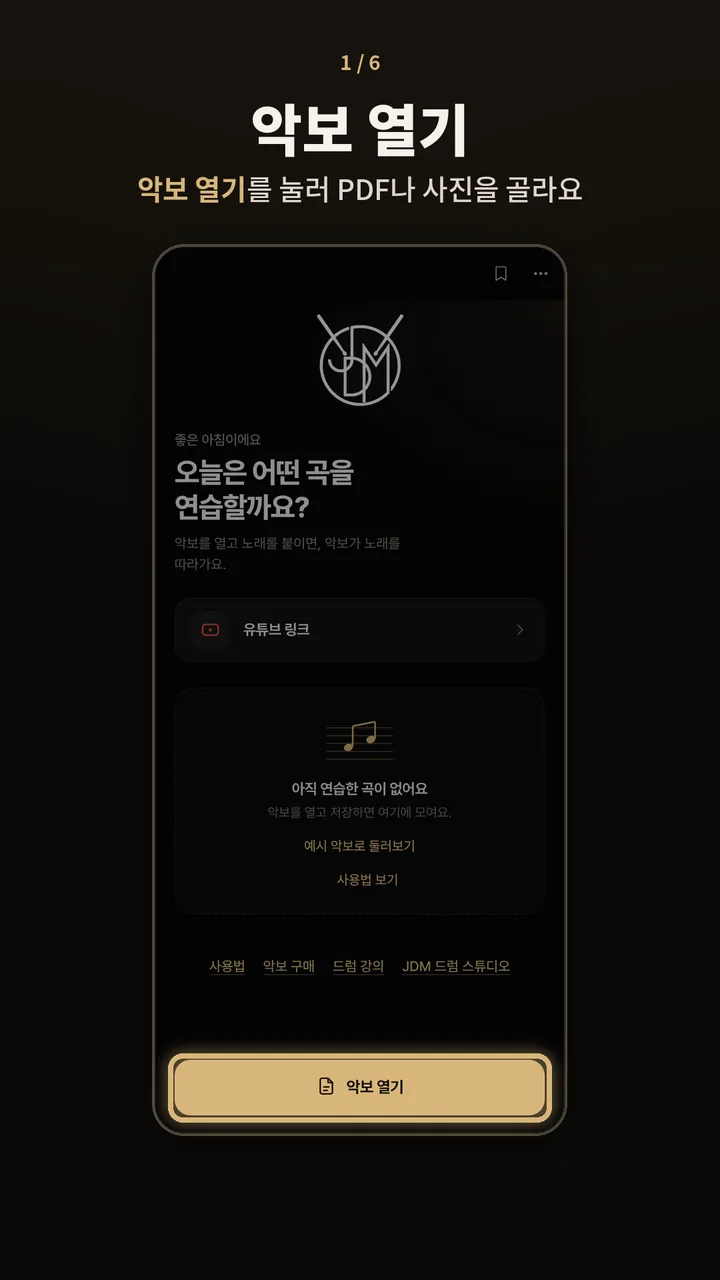 1 / 6
악보 열기
악보 열기를 눌러 PDF나 사진을 골라요
JDM
좋은 아침이에요
오늘은 어떤 곡을
연습할까요?
악보를 열고 노래를 붙이면, 악보가 노래를
따라가요.
유튜브 링크
아직 연습한 곡이 없어요
악보를 열고 저장하면 여기에 모여요.
예시 악보로 둘러보기
사용법 보기
사용법 악보 구매 드럼 강의 JDM 드럼 스튜디오
악보 열기